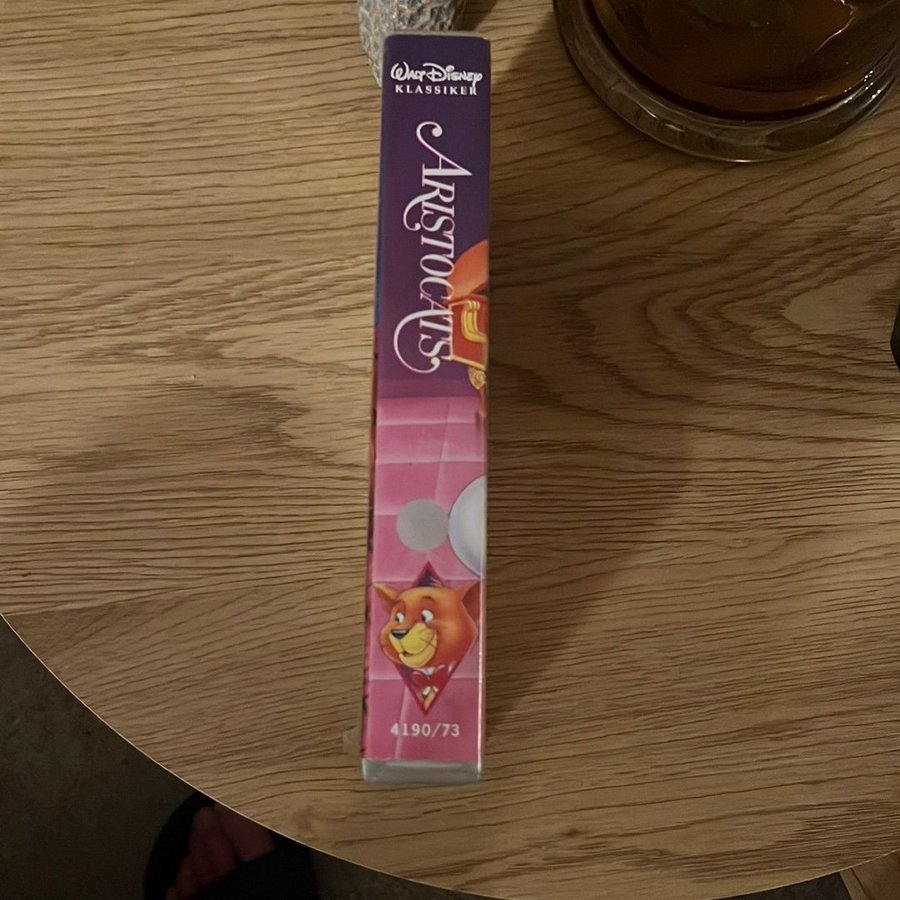 WALT DISNEY
KLASSIKER
ARISTOCATS
4190/73